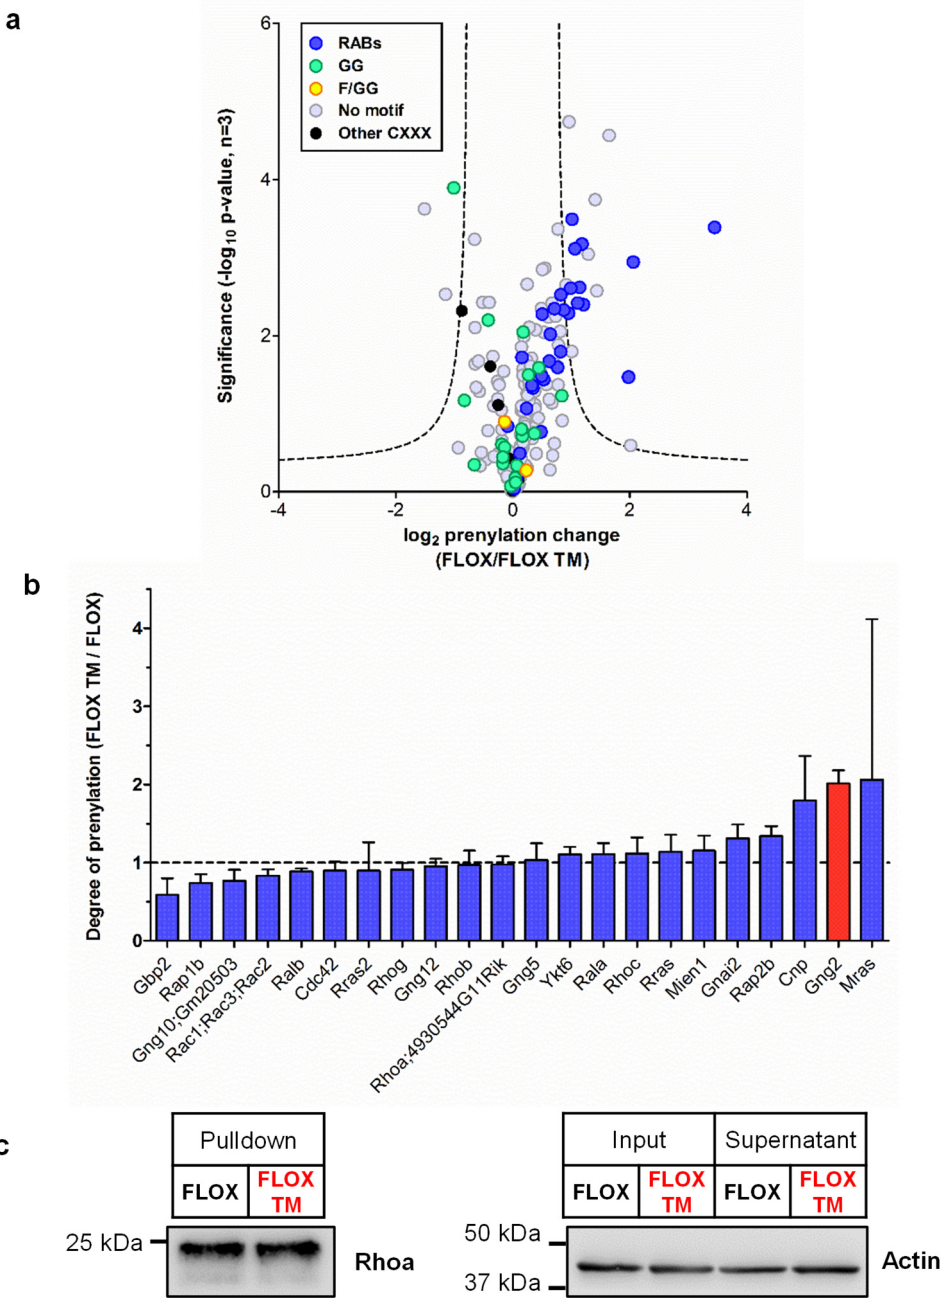 a
6
4
2
0
Significance (-log10 p-value, n=3)
RABs
GG
F/GG
No motif
Other CXXX
-4
-2
0
2
4
log2 prenylation change
(FLOX/FLOX TM)
b
4
3
2
1
0
Degree of prenylation (FLOX TM / FLOX)
Gbp2
Rap1b
Gng10;Gm20503
Rac1;Rac3;Rac2
Ralb
Cdc42
Rras2
Rhog
Gng12
Rhob
Rhoa;4930544G11Rik
Gng5
Ykt6
Rala
Rhoc
Rras
Mien1
Gnai2
Rap2b
Cnp
Gng2
Mras
c
Pulldown
FLOX
FLOX
TM
25 kDa
Rhoa
Input
Supernatant
FLOX
FLOX
TM
FLOX
FLOX
TM
50 kDa
37 kDa
Actin